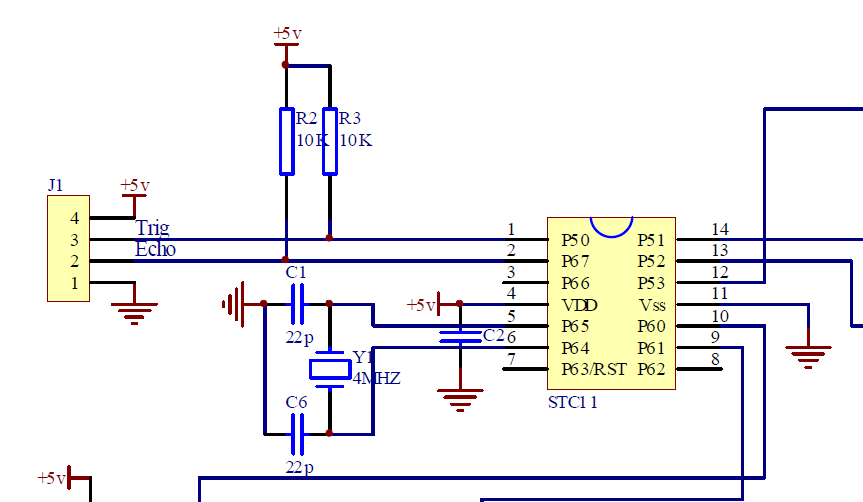 +5v
R2
R3
10K
10K
J1
+5v
4
3
2
1
Trig
Echo
C1
22p
+5v
C2
Y1
4MHZ
C6
22p
1
2
3
4
5
6
7
P50
P67
P66
VDD
P65
P64
P63/RST
P51
P52
P53
Vss
P60
P61
P62
14
13
12
11
10
9
8
STC11
+5v